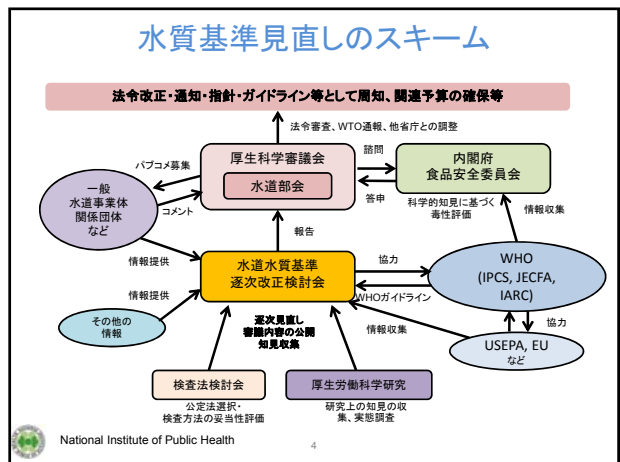 水質基準見直しのスキーム
法令改正・通知・指針・ガイドライン等として周知、関連予算の確保等
法令審査、WTO通報、他省庁との調整
厚生科学審議会
水道部会
諮問
答申
内閣府
食品安全委員会
科学的知見に基づく
毒性評価
情報収集
パブコメ募集
コメント
一般
水道事業体
関係団体
など
情報提供
報告
水道水質基準
逐次改正検討会
協力
WHOガイドライン
WHO
(IPCS, JECFA,
IARC)
情報提供
その他の
情報
逐次見直し
審議内容の公開
知見収集
情報収集
協力
USEPA, EU
など
検査法検討会
公定法選択・
検査方法の妥当性評価
厚生労働科学研究
研究上の知見の収
集、実態調査
National Institute of Public Health
4